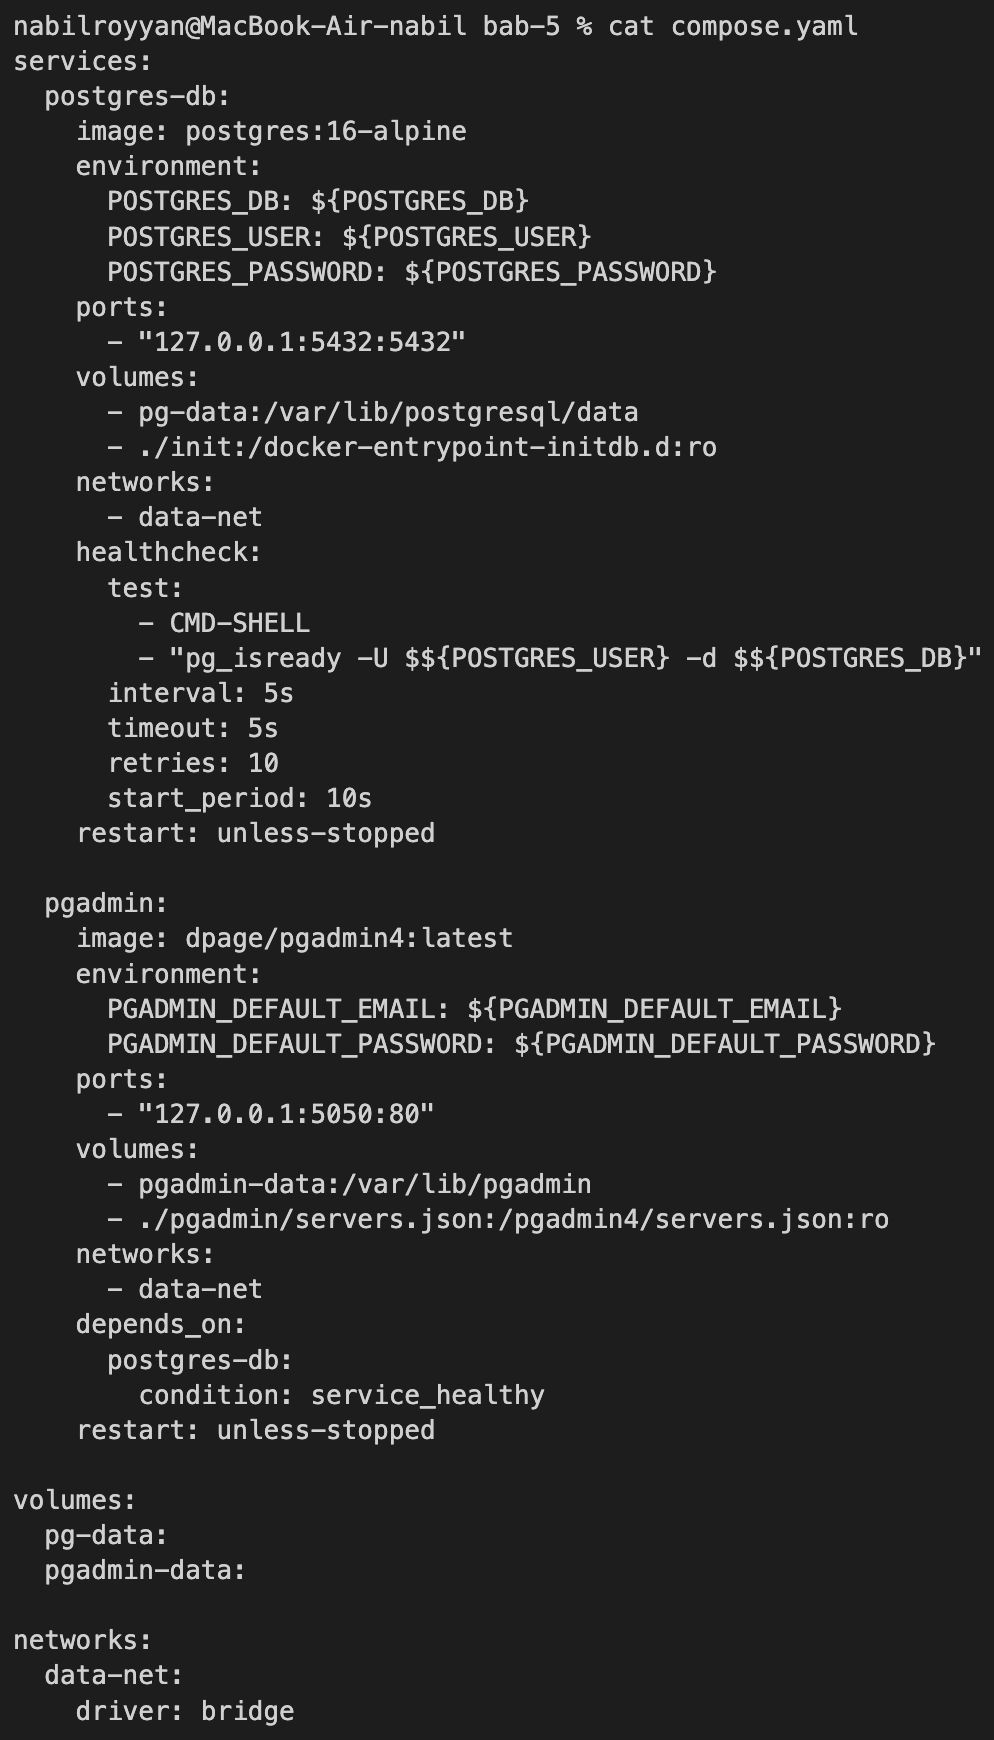 nabilroyyan@MacBook-Air-nabil bab-5 % cat compose.yaml
services:
  postgres-db:
    image: postgres:16-alpine
    environment:
      POSTGRES_DB: ${POSTGRES_DB}
      POSTGRES_USER: ${POSTGRES_USER}
      POSTGRES_PASSWORD: ${POSTGRES_PASSWORD}
    ports:
      - "127.0.0.1:5432:5432"
    volumes:
      - pg-data:/var/lib/postgresql/data
      - ./init:/docker-entrypoint-initdb.d:ro
    networks:
      - data-net
    healthcheck:
      test:
        - CMD-SHELL
        - "pg_isready -U $${POSTGRES_USER} -d $${POSTGRES_DB}"
      interval: 5s
      timeout: 5s
      retries: 10
      start_period: 10s
    restart: unless-stopped

  pgadmin:
    image: dpage/pgadmin4:latest
    environment:
      PGADMIN_DEFAULT_EMAIL: ${PGADMIN_DEFAULT_EMAIL}
      PGADMIN_DEFAULT_PASSWORD: ${PGADMIN_DEFAULT_PASSWORD}
    ports:
      - "127.0.0.1:5050:80"
    volumes:
      - pgadmin-data:/var/lib/pgadmin
      - ./pgadmin/servers.json:/pgadmin4/servers.json:ro
    networks:
      - data-net
    depends_on:
      postgres-db:
        condition: service_healthy
    restart: unless-stopped

volumes:
  pg-data:
  pgadmin-data:

networks:
  data-net:
    driver: bridge